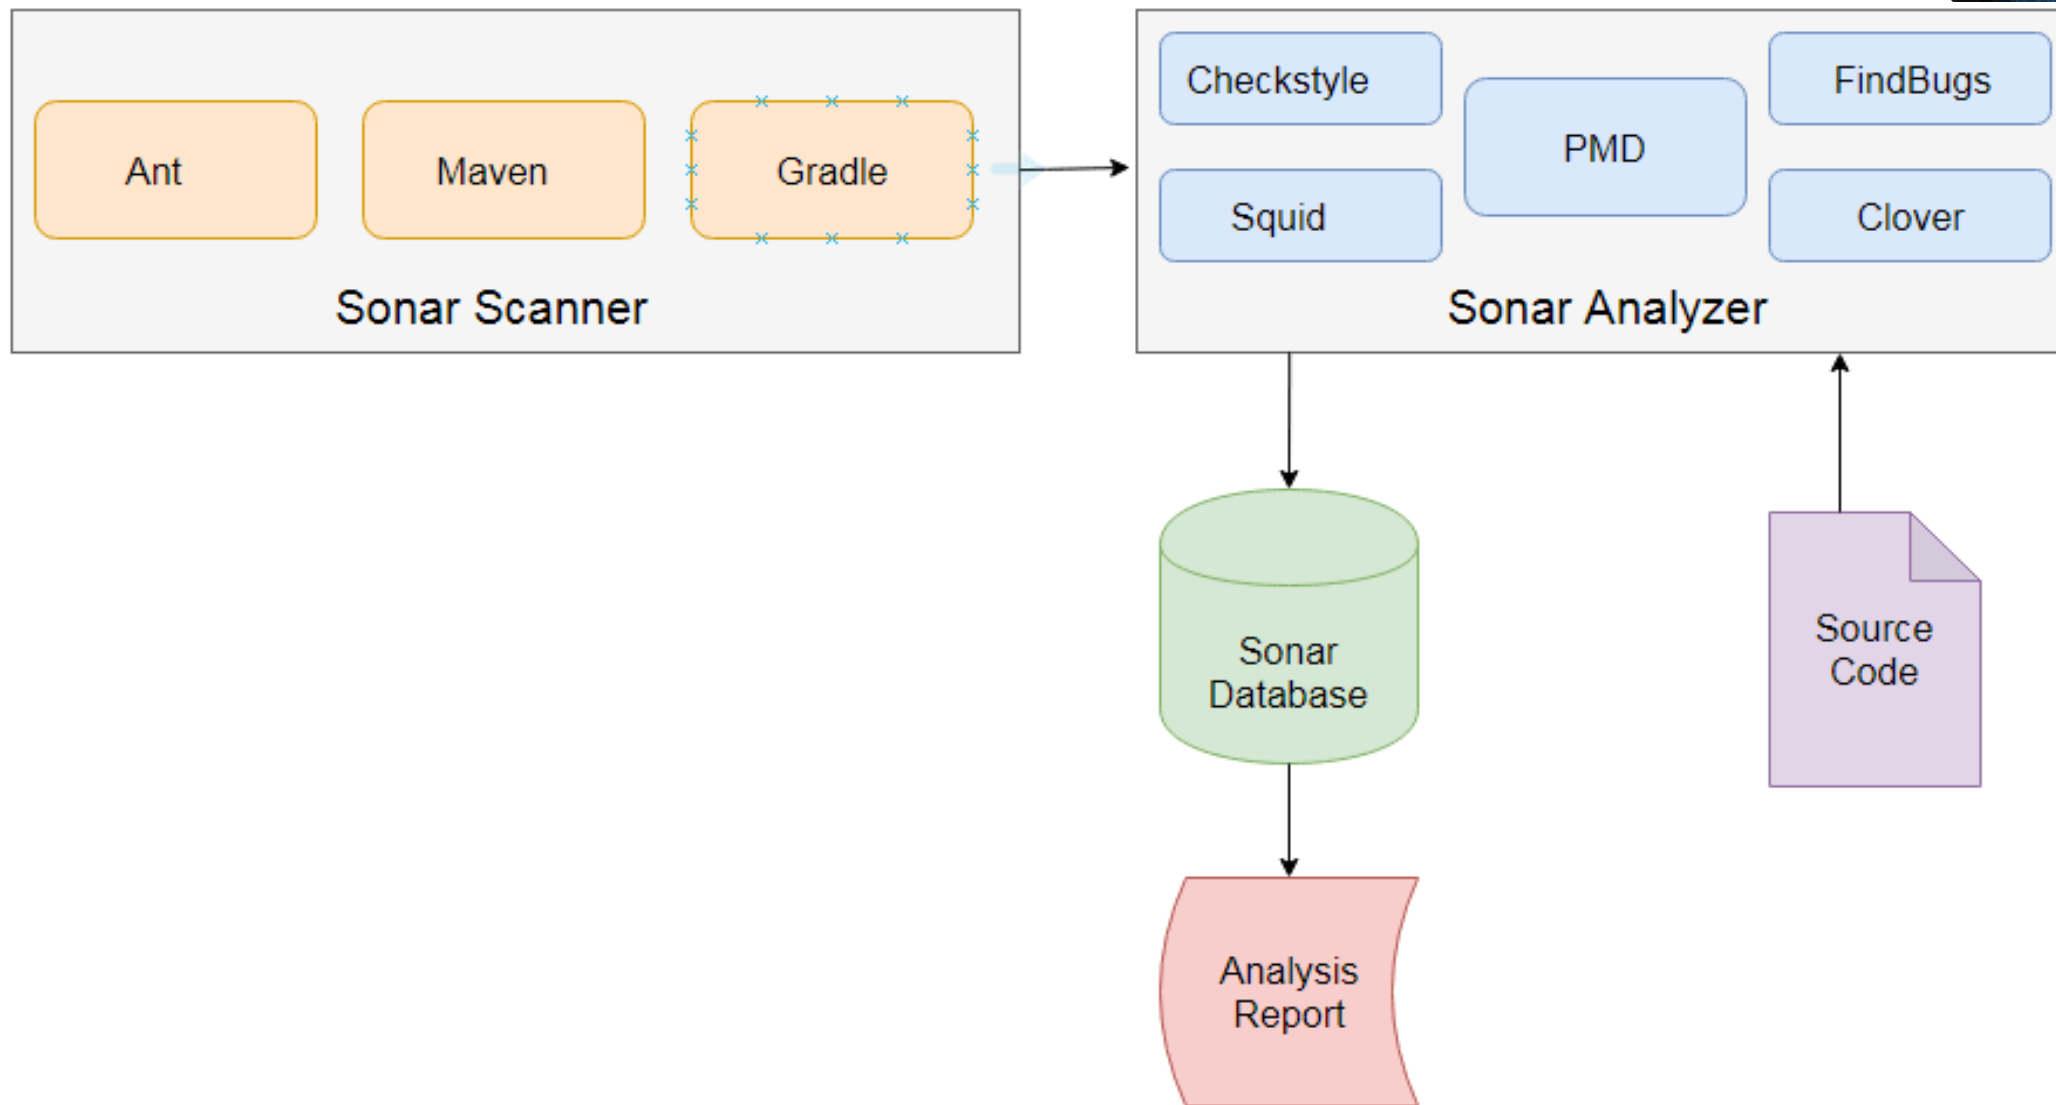 Ant
Maven
Gradle
Sonar Scanner
Checkstyle
PMD
FindBugs
Squid
Clover
Sonar Analyzer
Sonar
Database
Source
Code
Analysis
Report